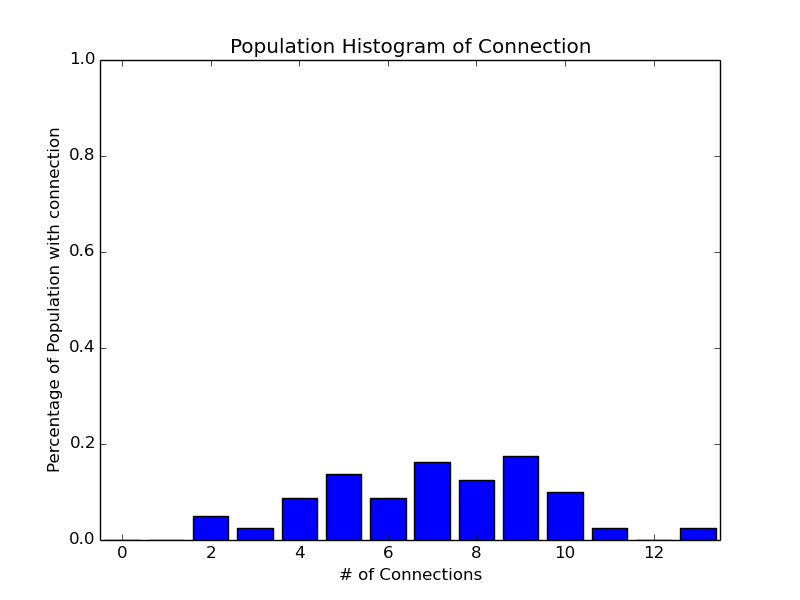 Population Histogram of Connection
1.0
0.8
0.6
0.4
0.2
0.0
Percentage of Population with connection
0 2 4 6 8 10 12
# of Connections